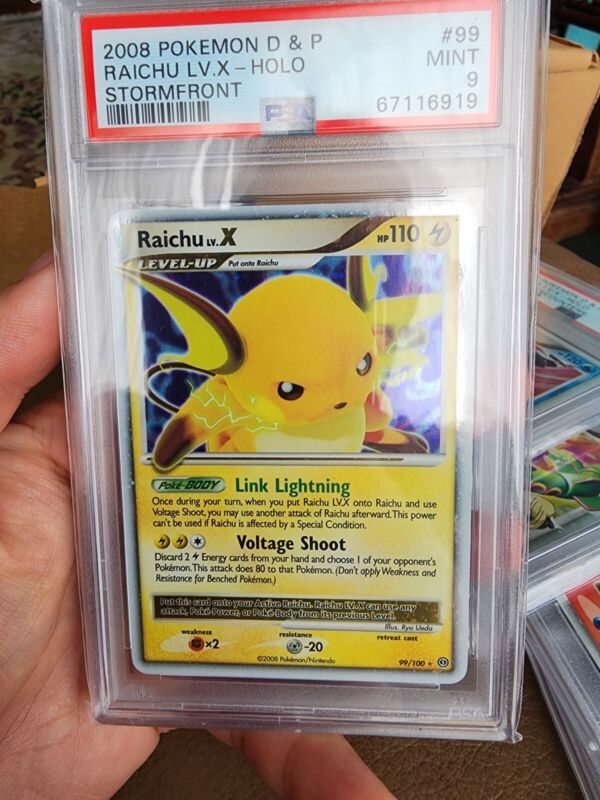 2008 POKEMON D & P #99
RAICHU LV.X - HOLO MINT
STORMFRONT 9
PSA 67116919
Raichu LV.X HP110
LEVEL-UP Put onto Raichu
Poké-BODY Link Lightning
Once during your turn, when you put Raichu LV.X onto Raichu and use
Voltage Shoot, you may use another attack of Raichu afterward. This power
can't be used if Raichu is affected by a Special Condition.
Voltage Shoot
Discard 2 Energy cards from your hand and choose 1 of your opponent's
Pokémon. This attack does 80 to that Pokémon. (Don't apply Weakness and
Resistance for Benched Pokémon.)
Put this card onto your Active Raichu. Raichu LV.X can use any
attack, Poké-Power, or Poké-Body from its previous Level.
Illus. Ryo Ueda
weakness resistance retreat cost
×2 -20
©2008 Pokémon/Nintendo 99/100
PSA